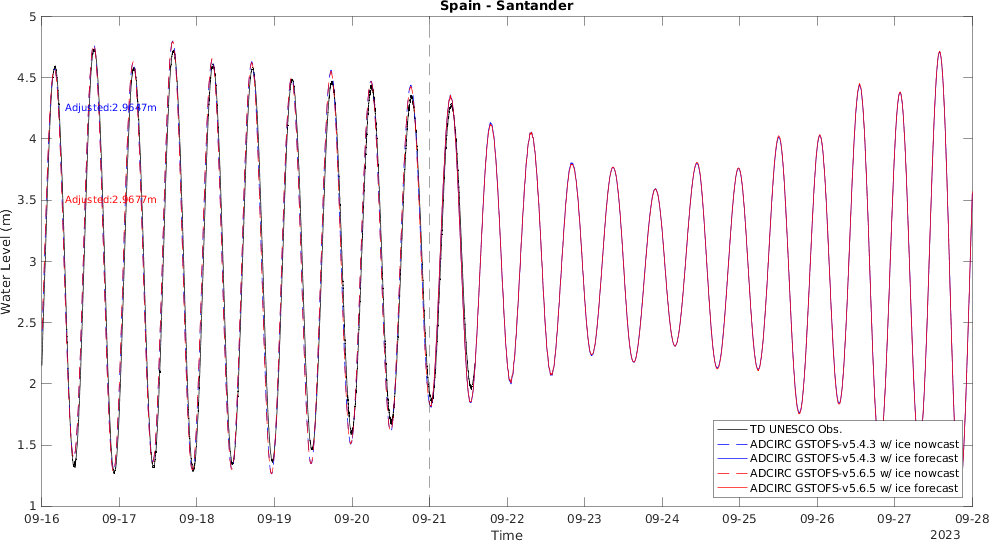 Spain - Santander
5
4.5
4
3.5
3
2.5
2
1.5
1
Water Level (m)
Adjusted:2.9647m
Adjusted:2.9677m
TD UNESCO Obs.
ADCIRC GSTOFS-v5.4.3 w/ ice nowcast
ADCIRC GSTOFS-v5.4.3 w/ ice forecast
ADCIRC GSTOFS-v5.6.5 w/ ice nowcast
ADCIRC GSTOFS-v5.6.5 w/ ice forecast
09-16 09-17 09-18 09-19 09-20 09-21 09-22 09-23 09-24 09-25 09-26 09-27 09-28
Time
2023